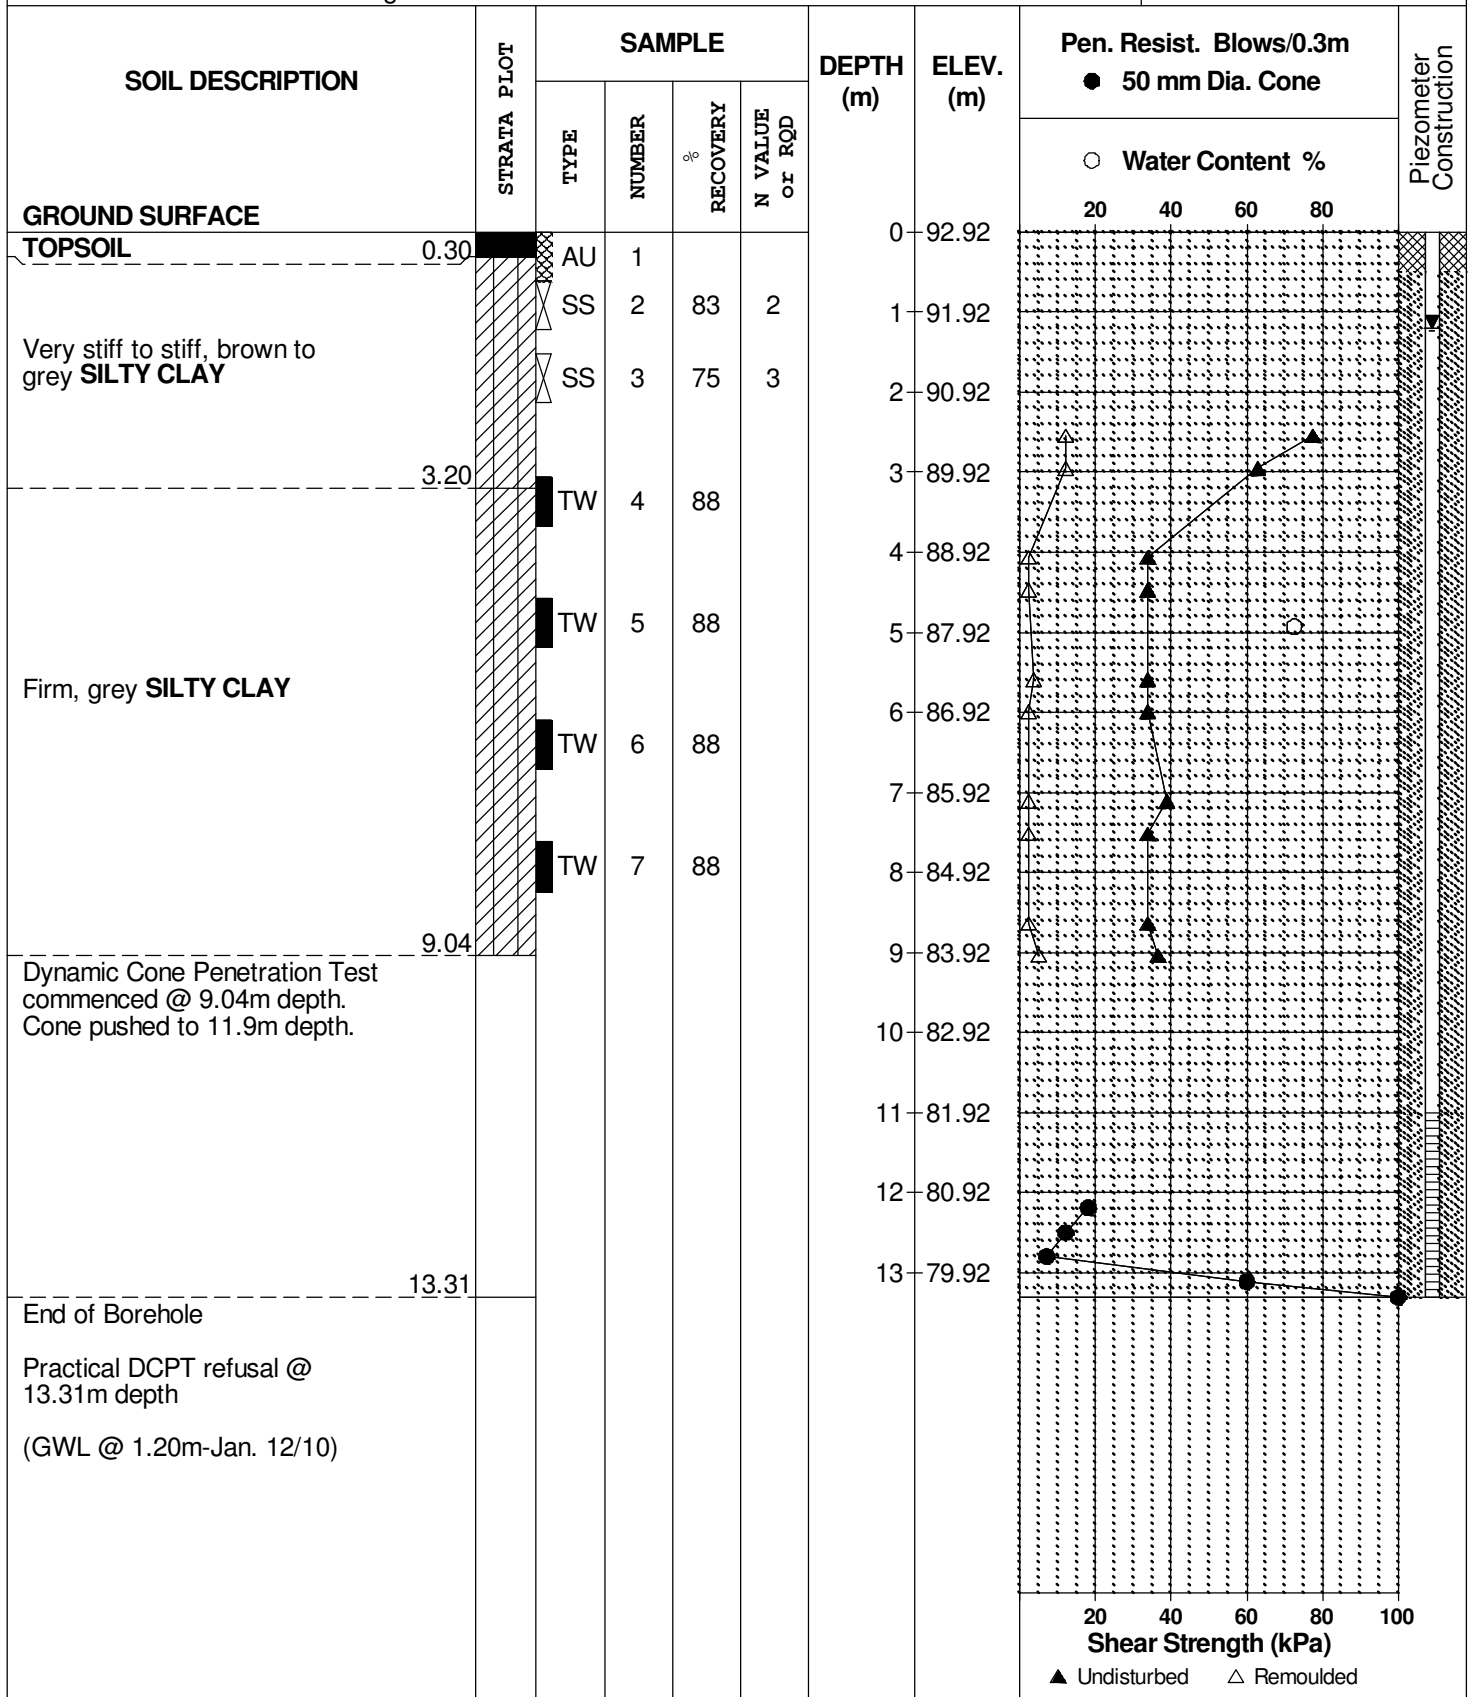 SOIL DESCRIPTION
STRATA PLOT
SAMPLE
TYPE
NUMBER
% RECOVERY
N VALUE or RQD
DEPTH (m)
ELEV. (m)
Pen. Resist. Blows/0.3m
● 50 mm Dia. Cone
○ Water Content %
20 40 60 80
Piezometer Construction
GROUND SURFACE
0 92.92
TOPSOIL 0.30
AU 1
SS 2 83 2
1 91.92
Very stiff to stiff, brown to
grey SILTY CLAY
SS 3 75 3
2 90.92
3.20
3 89.92
TW 4 88
4 88.92
TW 5 88
5 87.92
Firm, grey SILTY CLAY
6 86.92
TW 6 88
7 85.92
TW 7 88
8 84.92
9.04
9 83.92
Dynamic Cone Penetration Test
commenced @ 9.04m depth.
Cone pushed to 11.9m depth.
10 82.92
11 81.92
12 80.92
13 79.92
13.31
End of Borehole
Practical DCPT refusal @
13.31m depth
(GWL @ 1.20m-Jan. 12/10)
20 40 60 80 100
Shear Strength (kPa)
▲ Undisturbed △ Remoulded